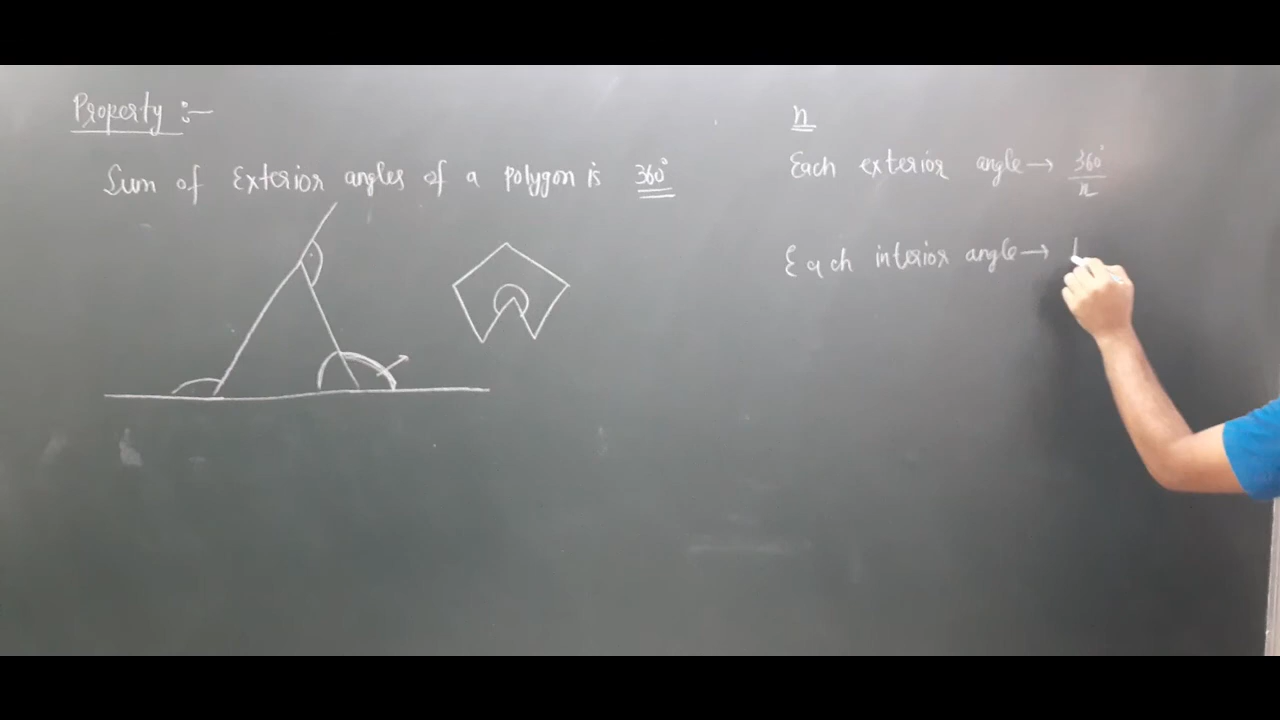 Property :-
Sum of Exterior angles of a polygon is 360°
n
Each exterior angle → 360°/n
Each interior angle →